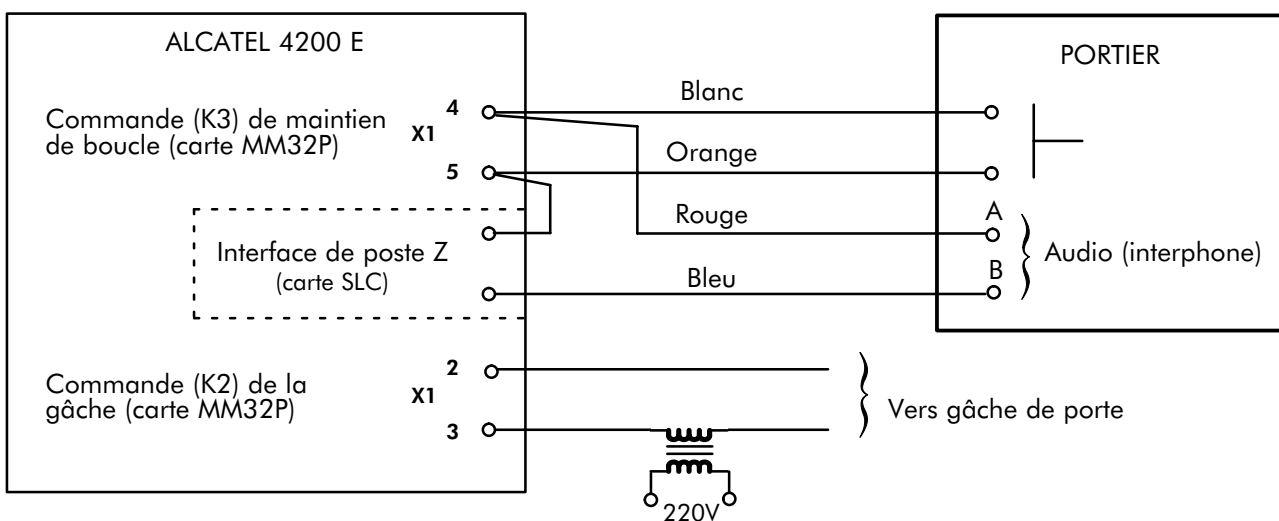 ALCATEL 4200 E
PORTIER
Commande (K3) de maintien
de boucle (carte MM32P)
X1
4
5
Blanc
Orange
Rouge
Bleu
A
B
Audio (interphone)
Interface de poste Z
(carte SLC)
Commande (K2) de la
gâche (carte MM32P)
X1
2
3
Vers gâche de porte
220V